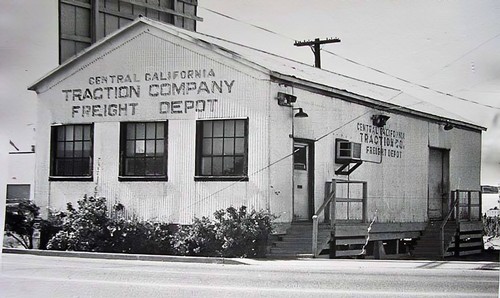 CENTRAL CALIFORNIA
TRACTION COMPANY
FREIGHT DEPOT
CENTRAL CALIFORNIA
TRACTION CO.
FREIGHT DEPOT